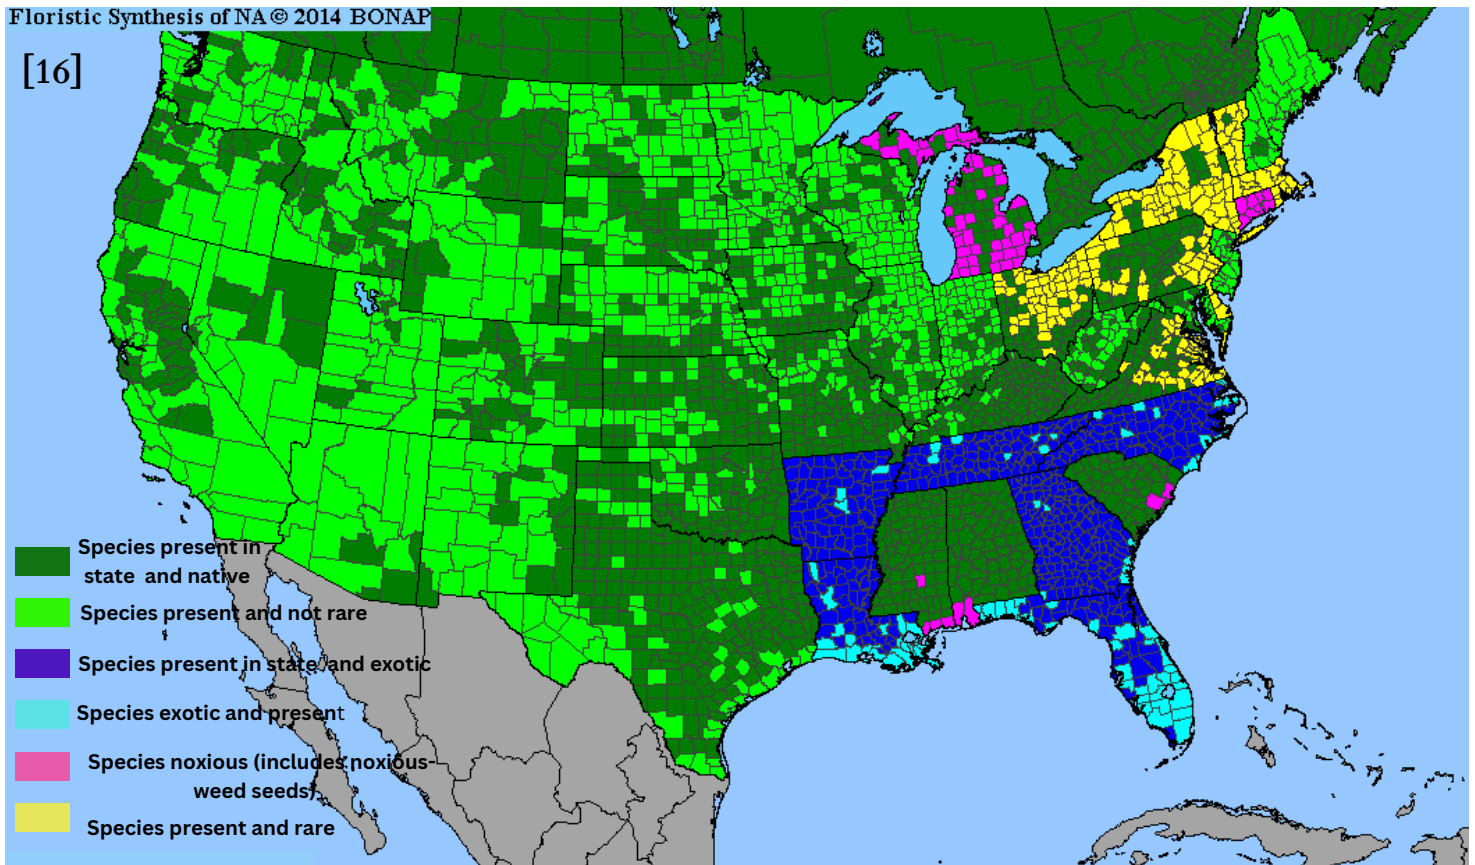 Floristic Synthesis of NA © 2014 BONAP
[16]
Species present in
state and native
Species present and not rare
Species present in state and exotic
Species exotic and present
Species noxious (includes noxious-
weed seeds)
Species present and rare